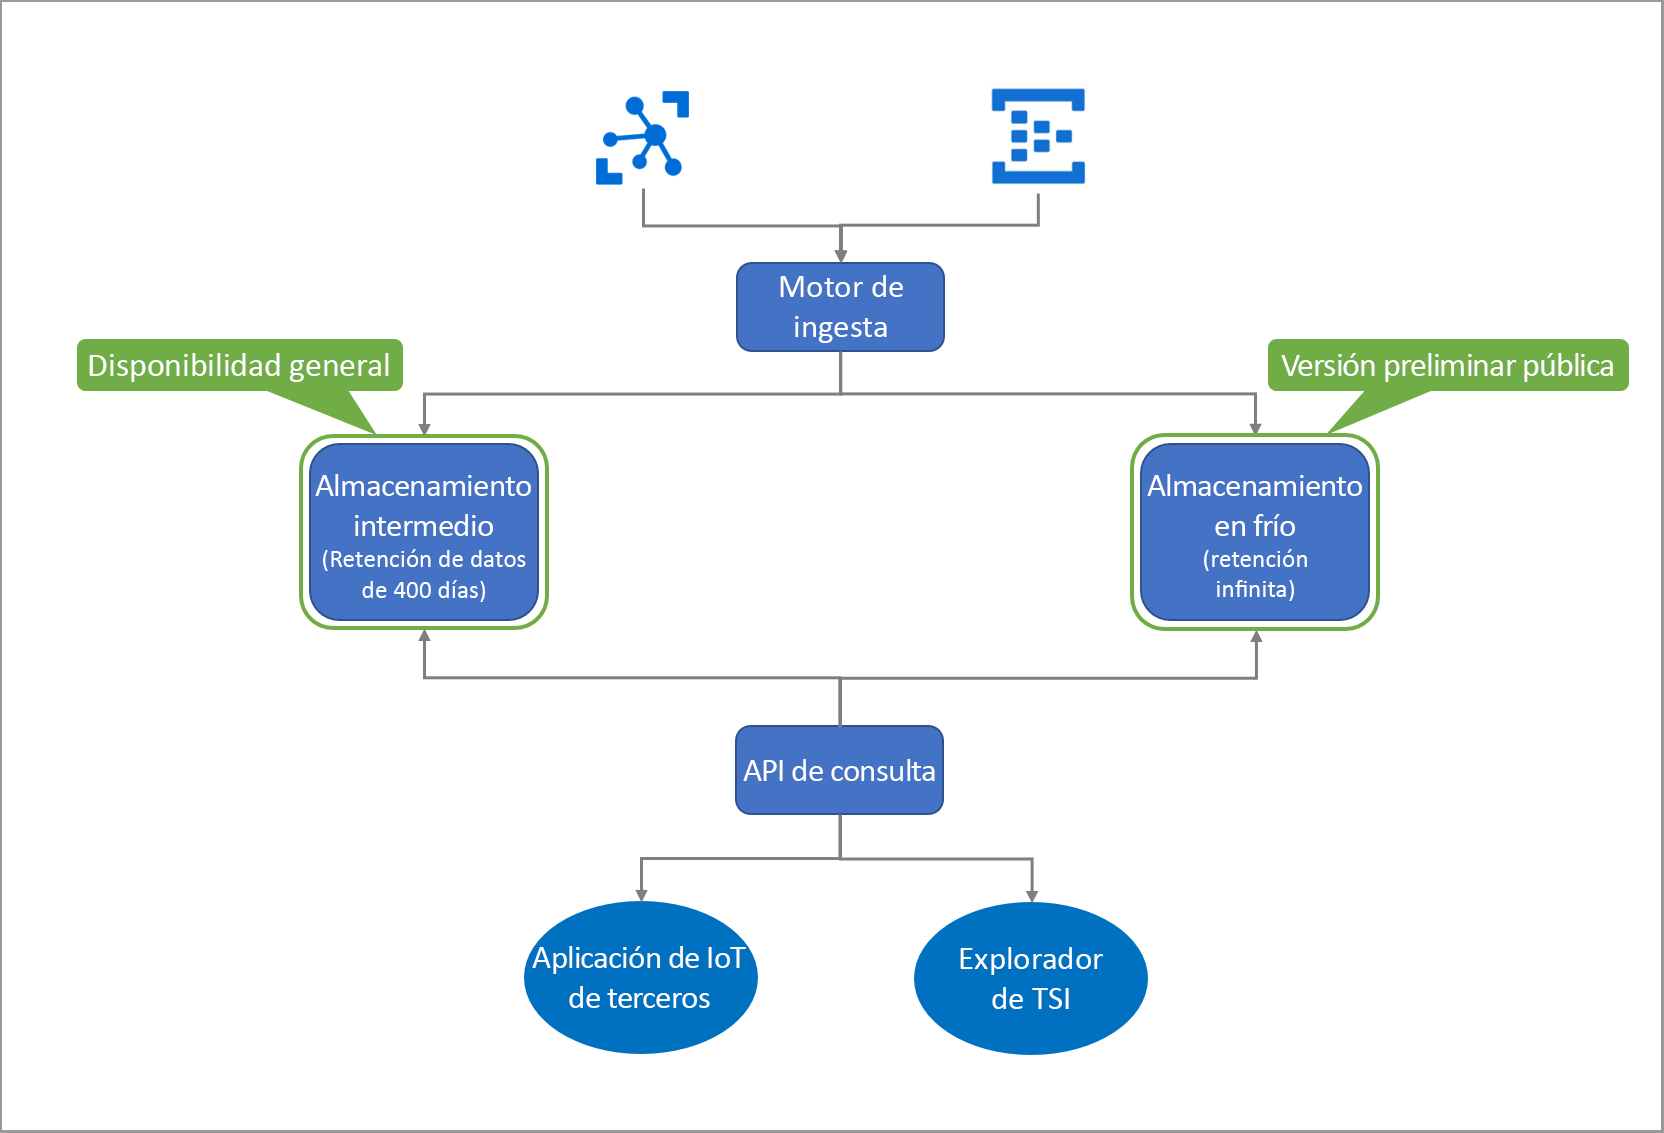 Motor de
ingesta
Disponibilidad general
Versión preliminar pública
Almacenamiento
intermedio
(Retención de datos
de 400 días)
Almacenamiento
en frío
(retención
infinita)
API de consulta
Aplicación de IoT
de terceros
Explorador
de TSI